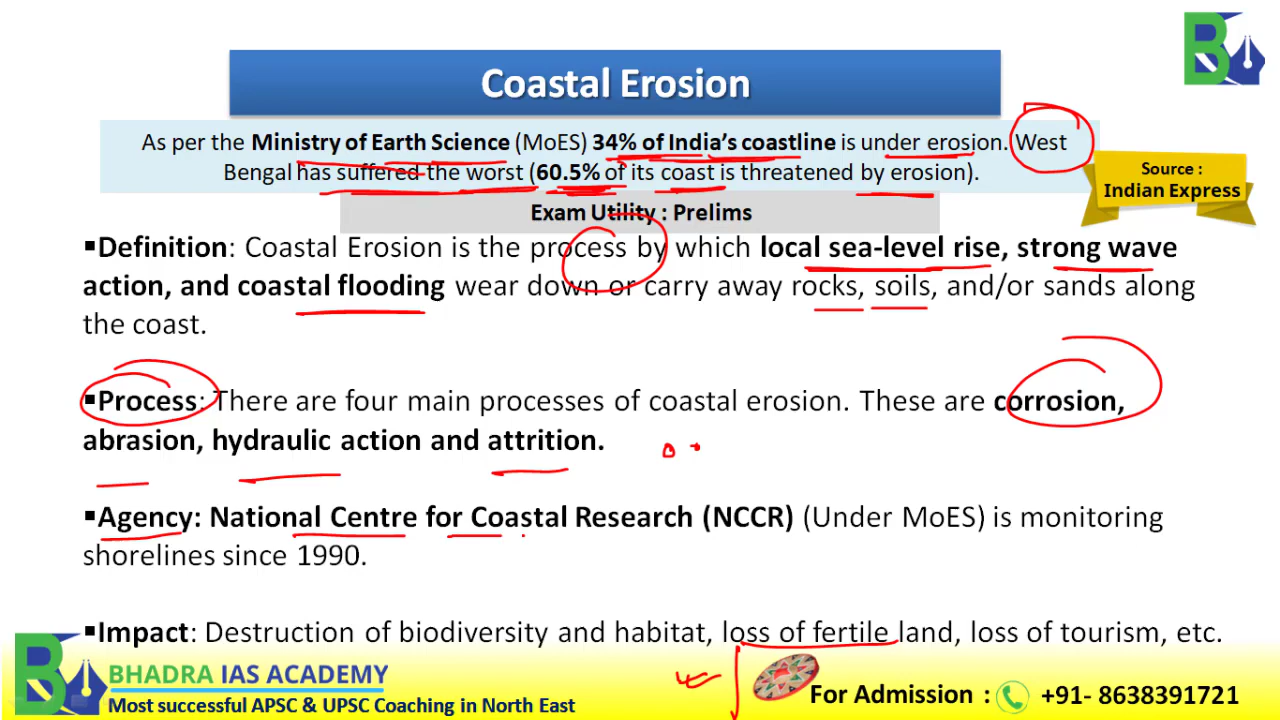 Coastal Erosion
As per the Ministry of Earth Science (MoES) 34% of India's coastline is under erosion. West
Bengal has suffered the worst (60.5% of its coast is threatened by erosion).
Source :
Indian Express
Exam Utility : Prelims
▪Definition: Coastal Erosion is the process by which local sea-level rise, strong wave
action, and coastal flooding wear down or carry away rocks, soils, and/or sands along
the coast.
▪Process: There are four main processes of coastal erosion. These are corrosion,
abrasion, hydraulic action and attrition.
▪Agency: National Centre for Coastal Research (NCCR) (Under MoES) is monitoring
shorelines since 1990.
▪Impact: Destruction of biodiversity and habitat, loss of fertile land, loss of tourism, etc.
BHADRA IAS ACADEMY
Most successful APSC & UPSC Coaching in North East
For Admission : +91- 8638391721